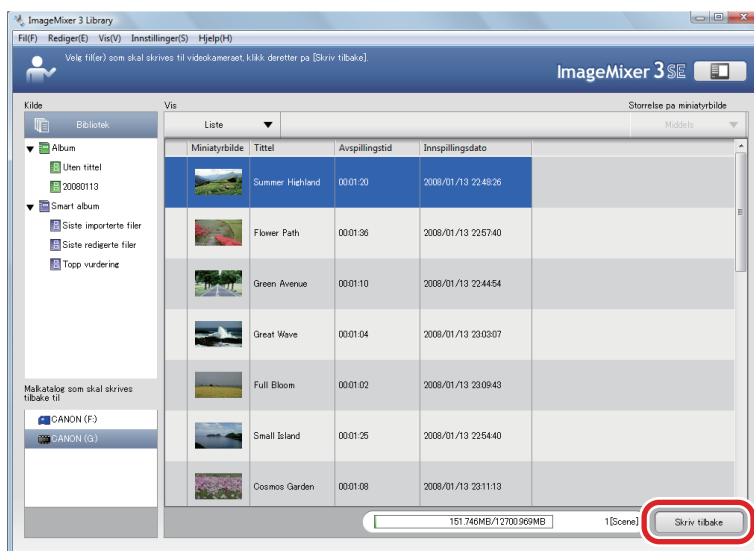 ImageMixer 3 Library
Fil(F) Rediger(E) Vis(V) Innstillinger(S) Hjelp(H)
Velg fil(er) som skal skrives til videokameraet, klikk deretter pa [Skriv tilbake].
ImageMixer 3 SE
Kilde
Vis
Storrelse pa miniatyrbilde
Bibliotek
Liste
Middels
Album
Uten tittel
20080113
Smart album
Siste importerte filer
Siste redigerte filer
Topp vurdering
Miniatyrbilde Tittel Avspillingstid Innspillingsdato
Summer Highland 00:01:20 2008/01/13 22:48:26
Flower Path 00:01:36 2008/01/13 22:57:40
Green Avenue 00:01:10 2008/01/13 22:44:54
Great Wave 00:01:04 2008/01/13 23:03:07
Full Bloom 00:01:02 2008/01/13 23:09:43
Small Island 00:01:25 2008/01/13 22:54:40
Cosmos Garden 00:01:08 2008/01/13 23:11:13
Malkatalog som skal skrives
tilbake til
CANON (F:)
CANON (G:)
151.746MB/12700.969MB
1[Scene]
Skriv tilbake